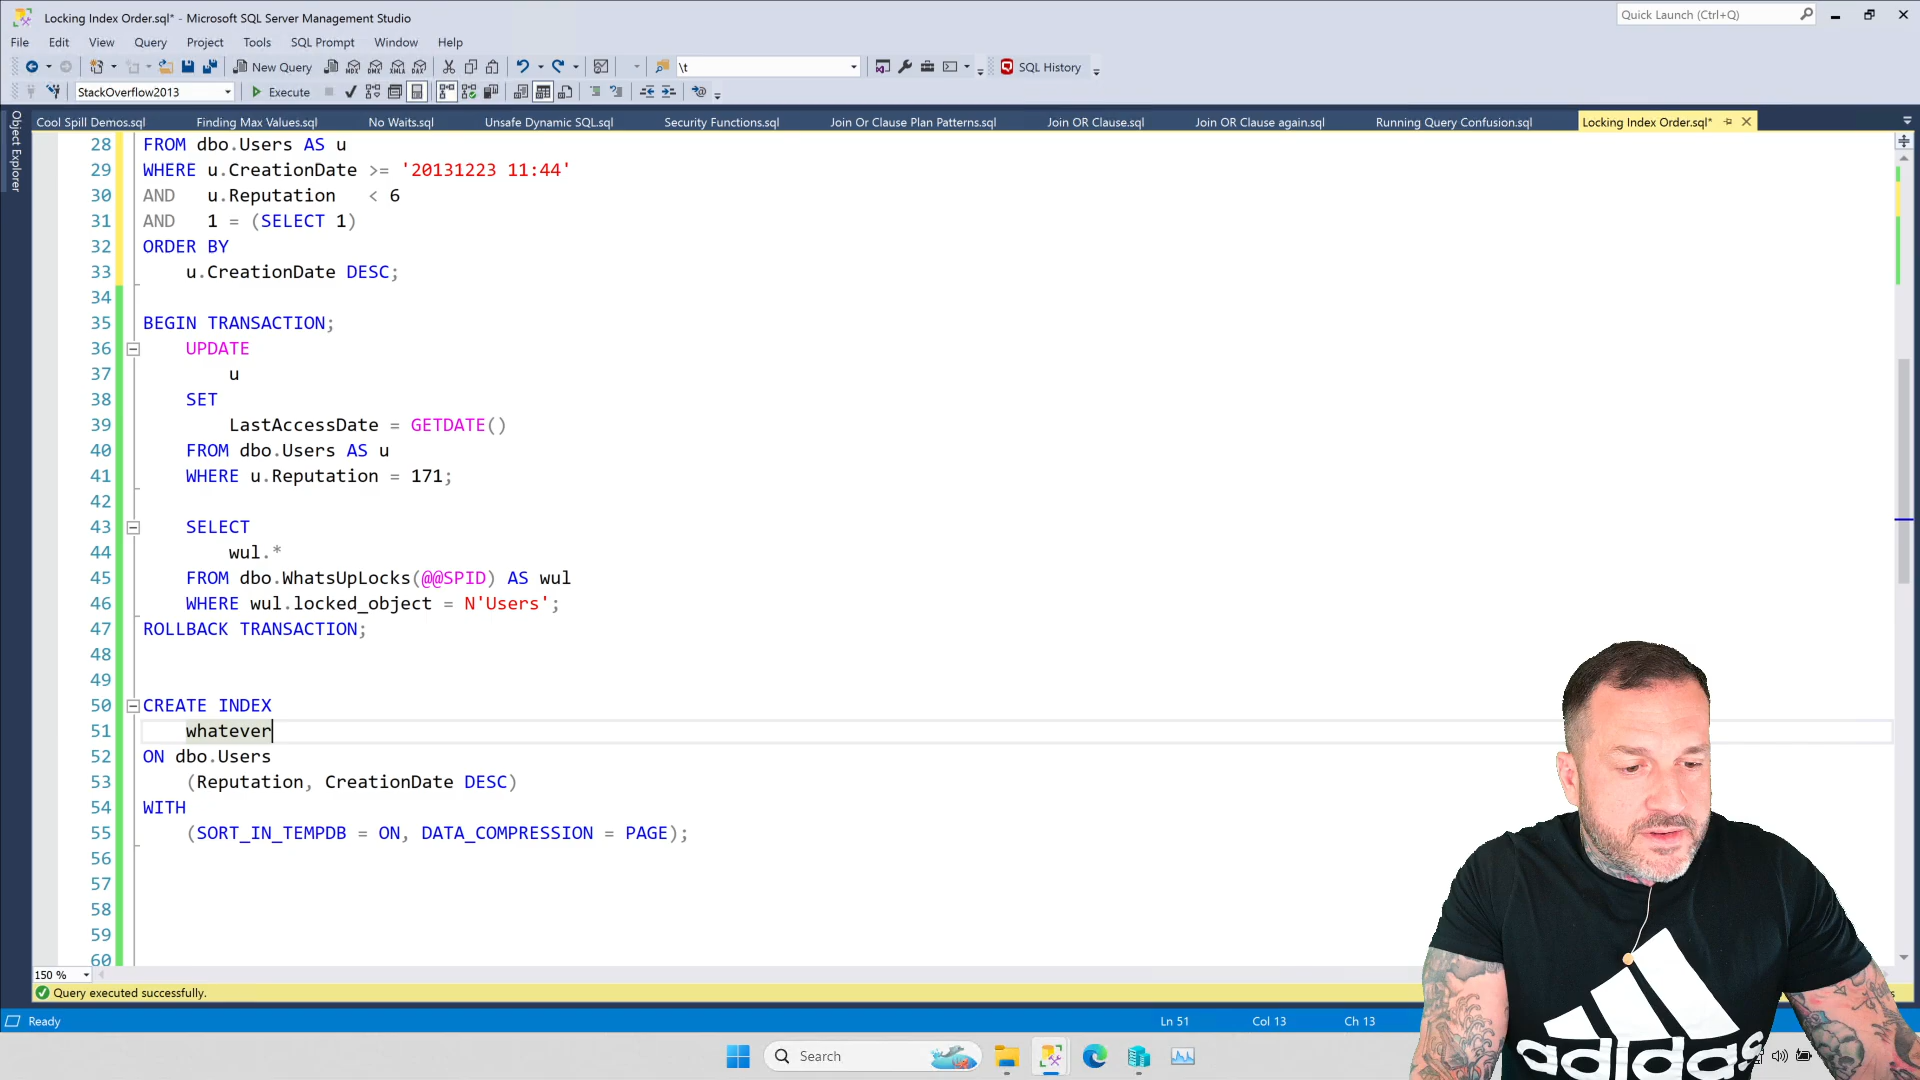 Locking Index Order.sql* - Microsoft SQL Server Management Studio
Quick Launch (Ctrl+Q)
File Edit View Query Project Tools SQL Prompt Window Help
New Query MDX DMX XMLA DAX \t SQL History
StackOverflow2013 Execute
Object Explorer
Cool Spill Demos.sql Finding Max Values.sql No Waits.sql Unsafe Dynamic SQL.sql Security Functions.sql Join Or Clause Plan Patterns.sql Join OR Clause.sql Join OR Clause again.sql Running Query Confusion.sql Locking Index Order.sql*
28 FROM dbo.Users AS u
29 WHERE u.CreationDate >= '20131223 11:44'
30 AND u.Reputation < 6
31 AND 1 = (SELECT 1)
32 ORDER BY
33 u.CreationDate DESC;
34
35 BEGIN TRANSACTION;
36 UPDATE
37 u
38 SET
39 LastAccessDate = GETDATE()
40 FROM dbo.Users AS u
41 WHERE u.Reputation = 171;
42
43 SELECT
44 wul.*
45 FROM dbo.WhatsUpLocks(@@SPID) AS wul
46 WHERE wul.locked_object = N'Users';
47 ROLLBACK TRANSACTION;
48
49
50 CREATE INDEX
51 whatever
52 ON dbo.Users
53 (Reputation, CreationDate DESC)
54 WITH
55 (SORT_IN_TEMPDB = ON, DATA_COMPRESSION = PAGE);
56
57
58
59
60
150 %
Query executed successfully.
Ready Ln 51 Col 13 Ch 13
Search
adidas